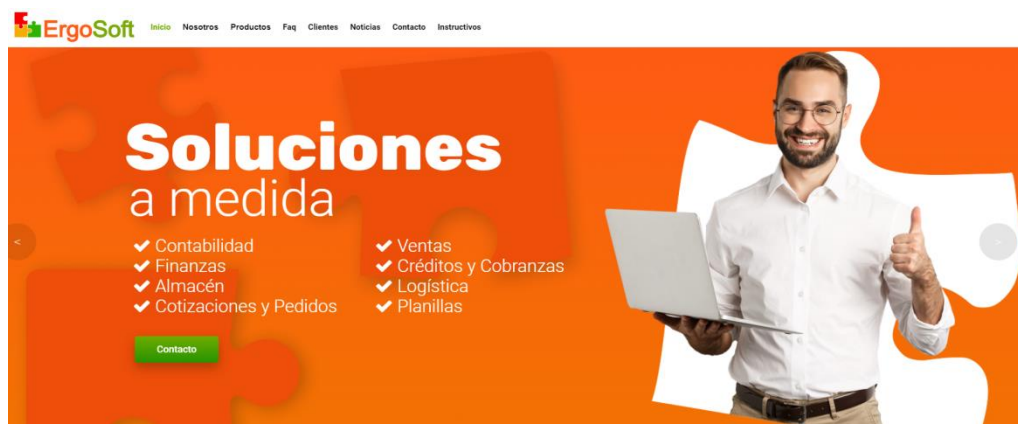 ErgoSoft
Inicio Nosotros Productos Faq Clientes Noticias Contacto Instructivos
Soluciones
a medida
Contabilidad
Finanzas
Almacén
Cotizaciones y Pedidos
Ventas
Créditos y Cobranzas
Logística
Planillas
Contacto